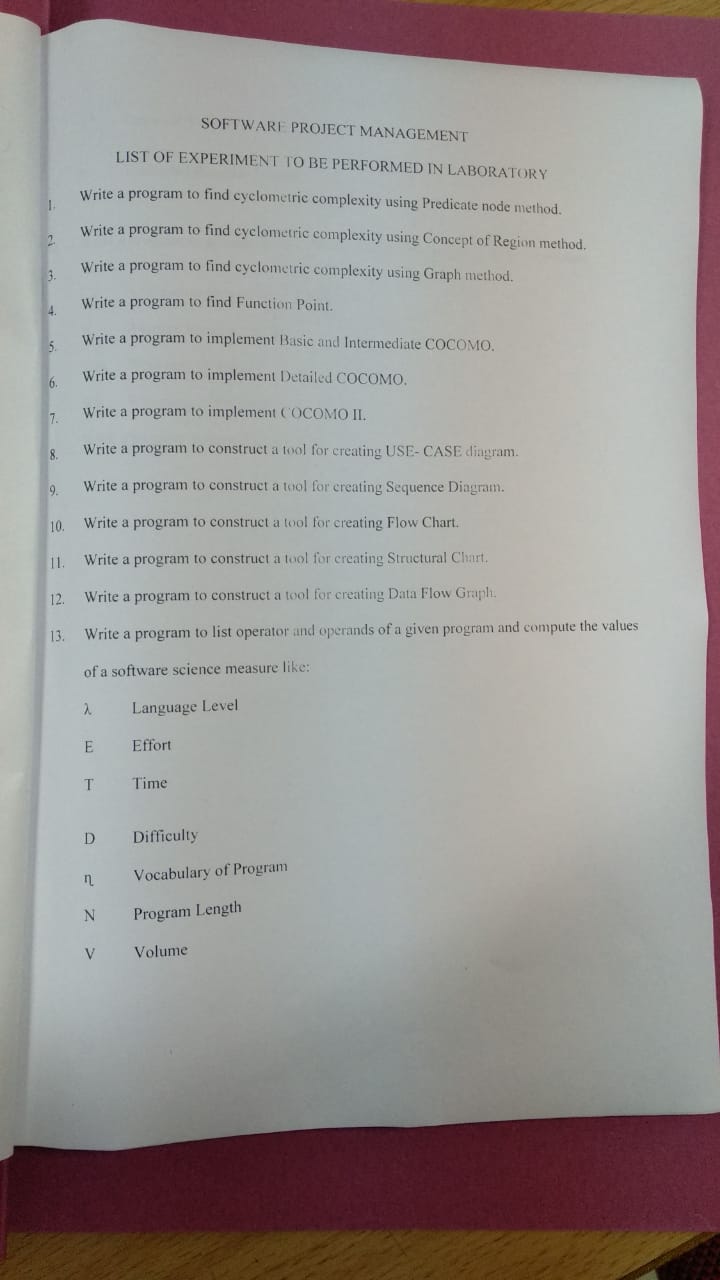 SOFTWARE PROJECT MANAGEMENT
LIST OF EXPERIMENT TO BE PERFORMED IN LABORATORY
1. Write a program to find cyclometric complexity using Predicate node method.
2. Write a program to find cyclometric complexity using Concept of Region method.
3. Write a program to find cyclometric complexity using Graph method.
4. Write a program to find Function Point.
5. Write a program to implement Basic and Intermediate COCOMO.
6. Write a program to implement Detailed COCOMO.
7. Write a program to implement COCOMO II.
8. Write a program to construct a tool for creating USE- CASE diagram.
9. Write a program to construct a tool for creating Sequence Diagram.
10. Write a program to construct a tool for creating Flow Chart.
11. Write a program to construct a tool for creating Structural Chart.
12. Write a program to construct a tool for creating Data Flow Graph.
13. Write a program to list operator and operands of a given program and compute the values
of a software science measure like:
λ Language Level
E Effort
T Time
D Difficulty
η Vocabulary of Program
N Program Length
V Volume